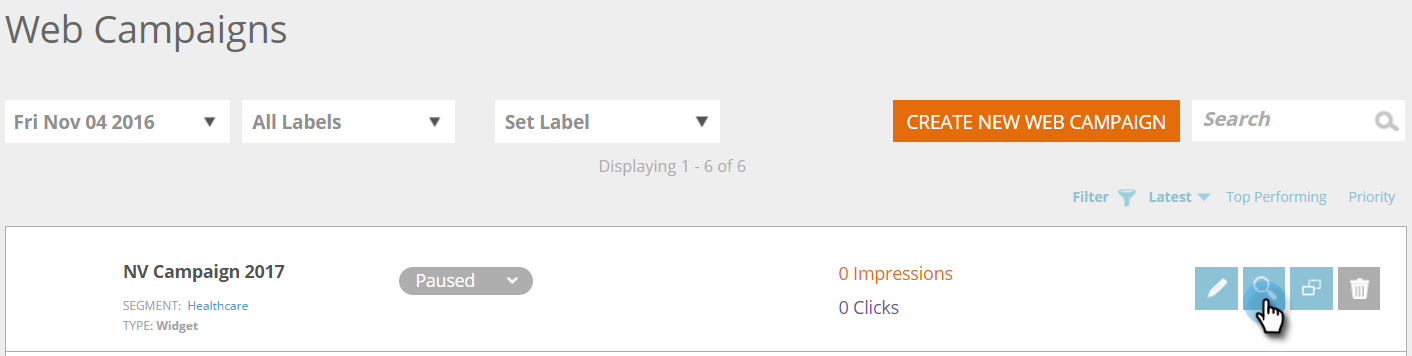 Web Campaigns
Fri Nov 04 2016 All Labels Set Label CREATE NEW WEB CAMPAIGN Search
Displaying 1 - 6 of 6
Filter Latest Top Performing Priority
NV Campaign 2017 Paused 0 Impressions
SEGMENT: Healthcare 0 Clicks
TYPE: Widget